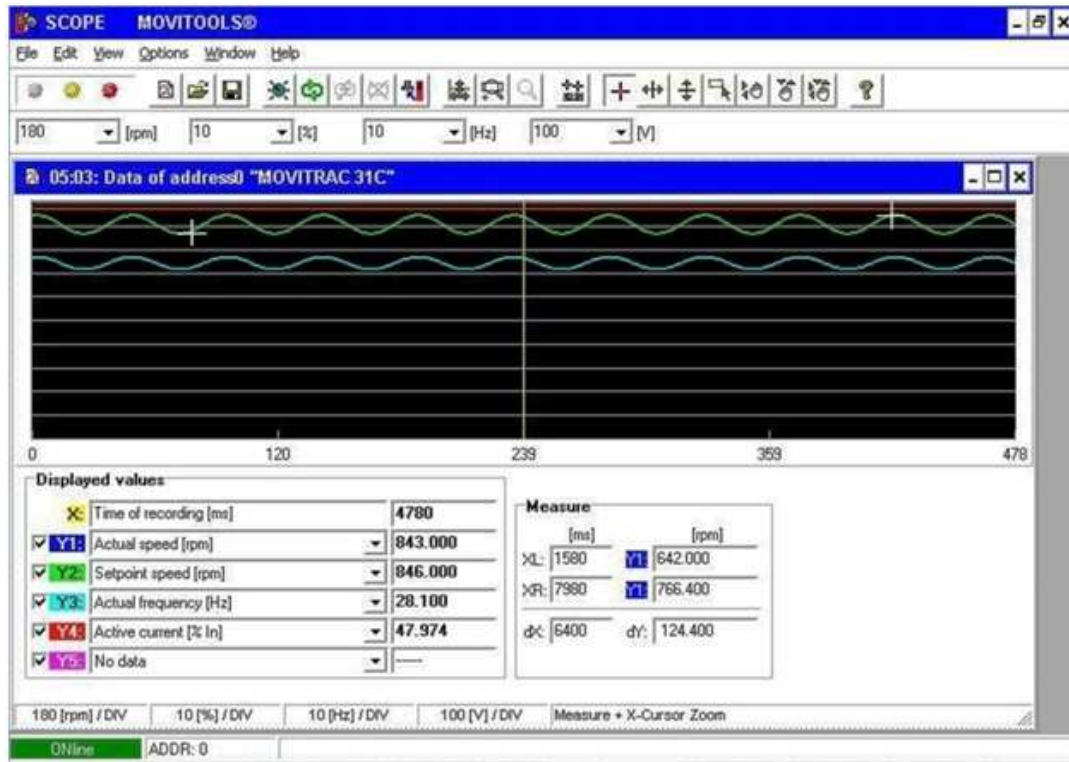 SCOPE MOVITOOLS®
File Edit View Options Window Help
180 [rpm] 10 [%] 10 [Hz] 100 [V]
05:03: Data of address0 "MOVITRAC 31C"
0 120 239 359 478
Displayed values
X: Time of recording [ms] 4780
Y1: Actual speed [rpm] 843.000
Y2: Setpoint speed [rpm] 846.000
Y3: Actual frequency [Hz] 28.100
Y4: Active current [% In] 47.974
Y5: No data -----
Measure
[ms] [rpm]
XL: 1580 Y1: 642.000
XR: 7980 Y1: 766.400
dX: 6400 dY: 124.400
180 [rpm] / DIV 10 [%] / DIV 10 [Hz] / DIV 100 [V] / DIV Measure + X-Cursor Zoom
ONline ADDR: 0